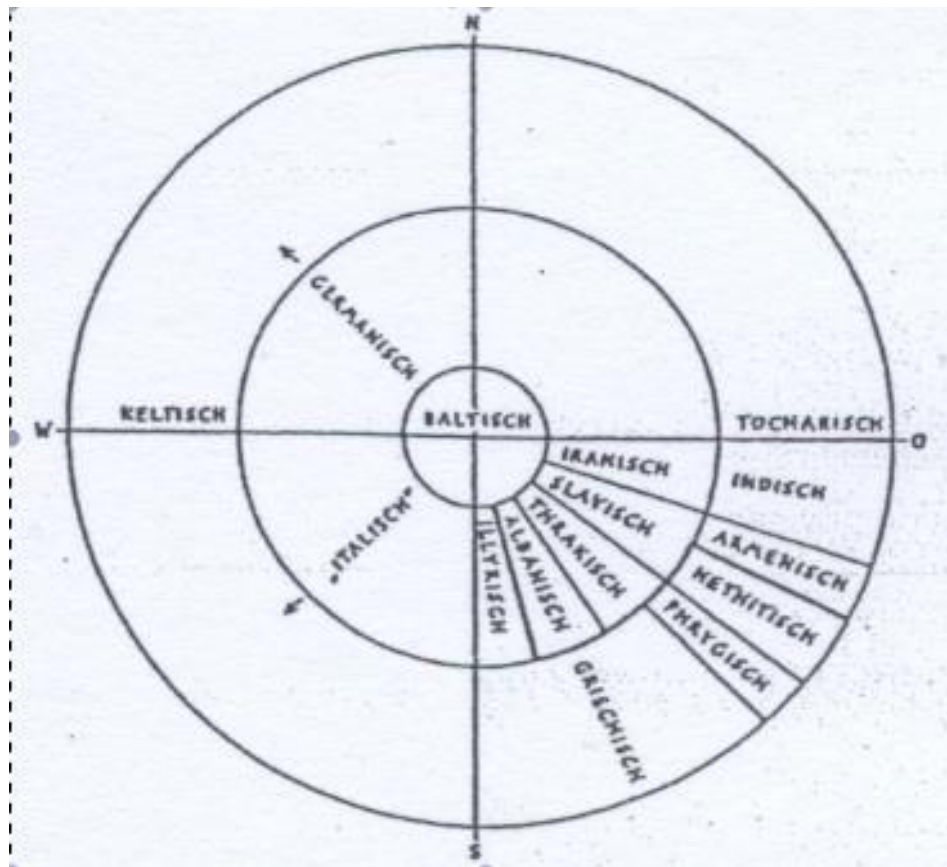 N
GERMANISCH
W
KELTISCH
BALTISCH
TOCHARISCH
O
IRANISCH
INDISCH
SLAVISCH
THRAKISCH
ALBANISCH
ILLYRISCH
„ITALISCH“
ARMENISCH
HETHITISCH
PHRYGISCH
GRIECHISCH
S